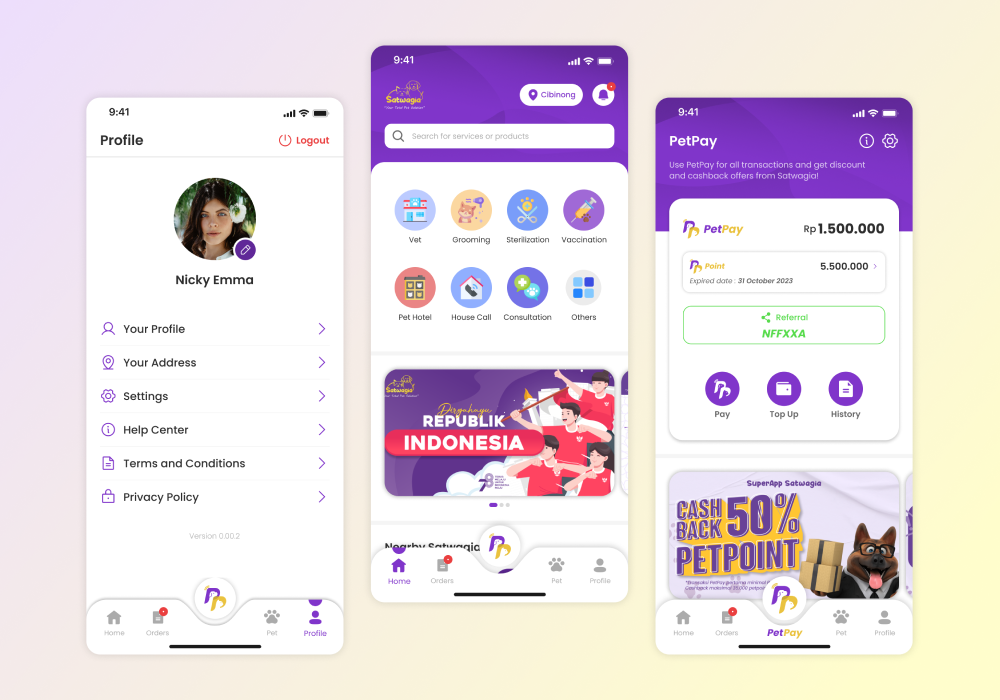 9:41
Profile
Logout
Nicky Emma
Your Profile
Your Address
Settings
Help Center
Terms and Conditions
Privacy Policy
Version 0.00.2
Home
Orders
Pet
Profile
9:41
Satwagia
Cibinong
Search for services or products
Vet
Grooming
Sterilization
Vaccination
Pet Hotel
House Call
Consultation
Others
Satwagia
Dirgahayu
REPUBLIK
INDONESIA
Nearby Satwagia
Home
Orders
Pet
Profile
9:41
PetPay
Use PetPay for all transactions and get discount
and cashback offers from Satwagia!
PetPay
Rp 1.500.000
Point
5.500.000
Expired date : 31 October 2023
Referral
NFFXXA
Pay
Top Up
History
SuperApp Satwagia
CASH
BACK
50%
PETPOINT
Home
Orders
PetPay
Pet
Profile